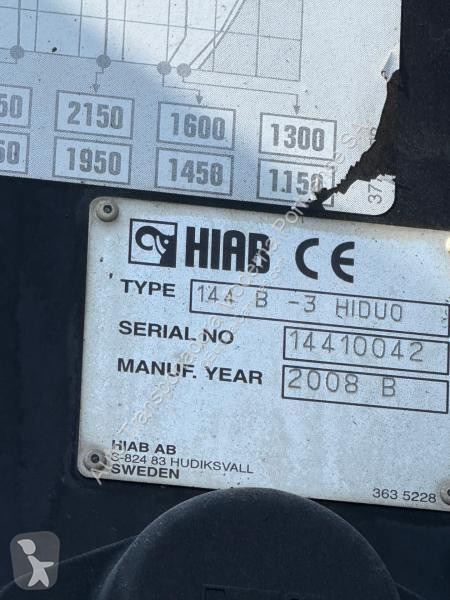 2150 1600 1300
1950 1450 1150
HIAB CE
TYPE 144 B -3 HIDUO
SERIAL NO 14410042
MANUF. YEAR 2008 B
HIAB AB
S-824 83 HUDIKSVALL
SWEDEN
363 5228